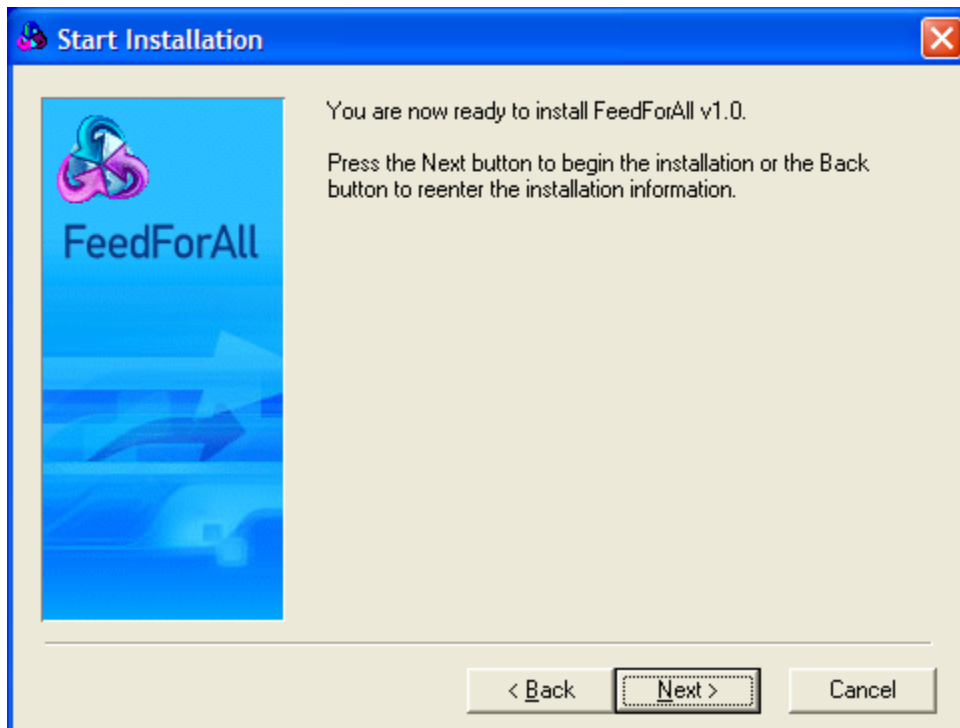 Start Installation
FeedForAll
You are now ready to install FeedForAll v1.0.
Press the Next button to begin the installation or the Back
button to reenter the installation information.
< Back
Next >
Cancel